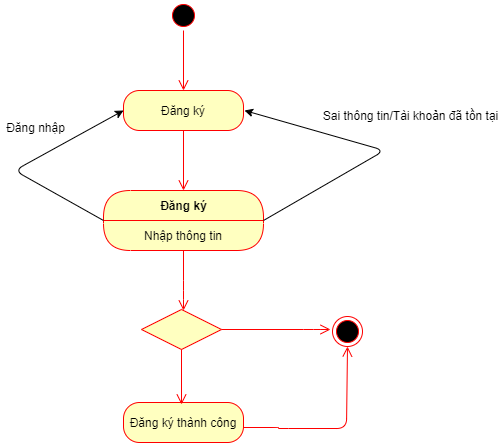 Đăng ký
Sai thông tin/Tài khoản đã tồn tại
Đăng nhập
Đăng ký
Nhập thông tin
Đăng ký thành công